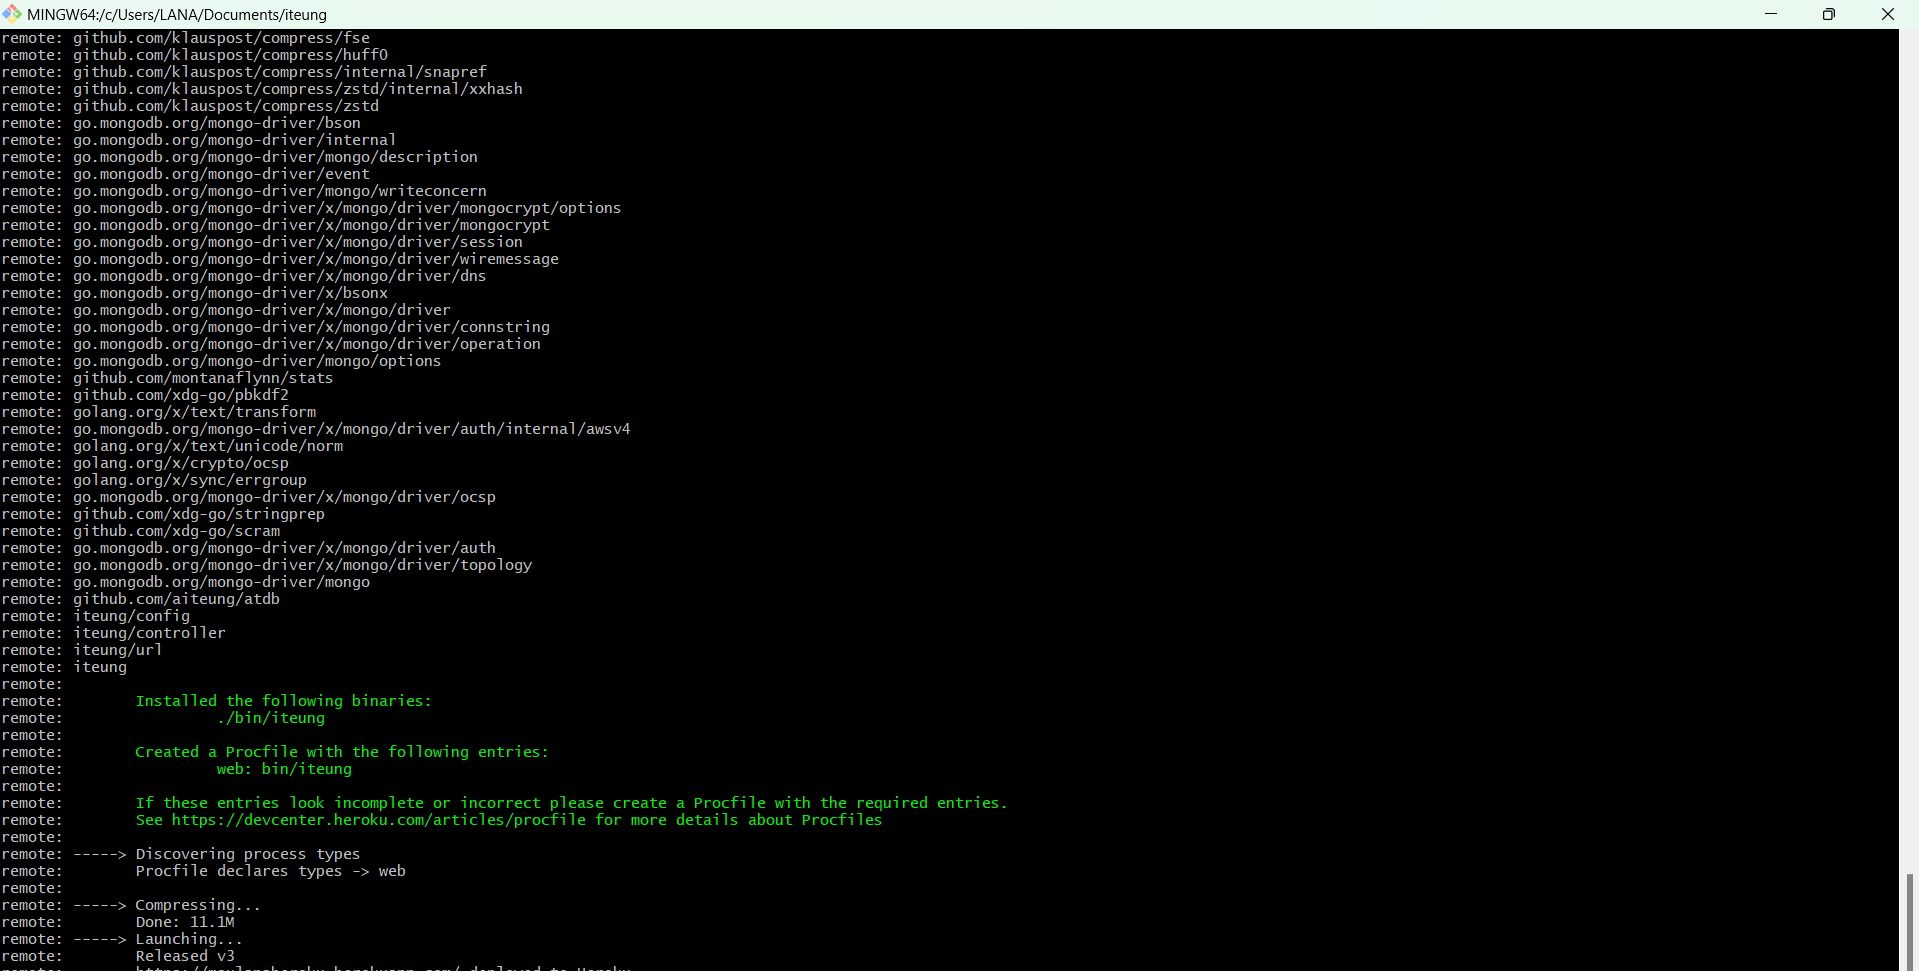 MINGW64:/c/Users/LANA/Documents/iteung
remote: github.com/klauspost/compress/fse
remote: github.com/klauspost/compress/huff0
remote: github.com/klauspost/compress/internal/snapref
remote: github.com/klauspost/compress/zstd/internal/xxhash
remote: github.com/klauspost/compress/zstd
remote: go.mongodb.org/mongo-driver/bson
remote: go.mongodb.org/mongo-driver/internal
remote: go.mongodb.org/mongo-driver/mongo/description
remote: go.mongodb.org/mongo-driver/event
remote: go.mongodb.org/mongo-driver/mongo/writeconcern
remote: go.mongodb.org/mongo-driver/x/mongo/driver/mongocrypt/options
remote: go.mongodb.org/mongo-driver/x/mongo/driver/mongocrypt
remote: go.mongodb.org/mongo-driver/x/mongo/driver/session
remote: go.mongodb.org/mongo-driver/x/mongo/driver/wiremessage
remote: go.mongodb.org/mongo-driver/x/mongo/driver/dns
remote: go.mongodb.org/mongo-driver/x/bsonx
remote: go.mongodb.org/mongo-driver/x/mongo/driver
remote: go.mongodb.org/mongo-driver/x/mongo/driver/connstring
remote: go.mongodb.org/mongo-driver/x/mongo/driver/operation
remote: go.mongodb.org/mongo-driver/mongo/options
remote: github.com/montanaflynn/stats
remote: github.com/xdg-go/pbkdf2
remote: golang.org/x/text/transform
remote: go.mongodb.org/mongo-driver/x/mongo/driver/auth/internal/awsv4
remote: golang.org/x/text/unicode/norm
remote: golang.org/x/crypto/ocsp
remote: golang.org/x/sync/errgroup
remote: go.mongodb.org/mongo-driver/x/mongo/driver/ocsp
remote: github.com/xdg-go/stringprep
remote: github.com/xdg-go/scram
remote: go.mongodb.org/mongo-driver/x/mongo/driver/auth
remote: go.mongodb.org/mongo-driver/x/mongo/driver/topology
remote: go.mongodb.org/mongo-driver/mongo
remote: github.com/aiteung/atdb
remote: iteung/config
remote: iteung/controller
remote: iteung/url
remote: iteung
remote:
remote: Installed the following binaries:
remote: ./bin/iteung
remote:
remote: Created a Procfile with the following entries:
remote: web: bin/iteung
remote:
remote: If these entries look incomplete or incorrect please create a Procfile with the required entries.
remote: See https://devcenter.heroku.com/articles/procfile for more details about Procfiles
remote:
remote: -----> Discovering process types
remote: Procfile declares types -> web
remote:
remote: -----> Compressing...
remote: Done: 11.1M
remote: -----> Launching...
remote: Released v3